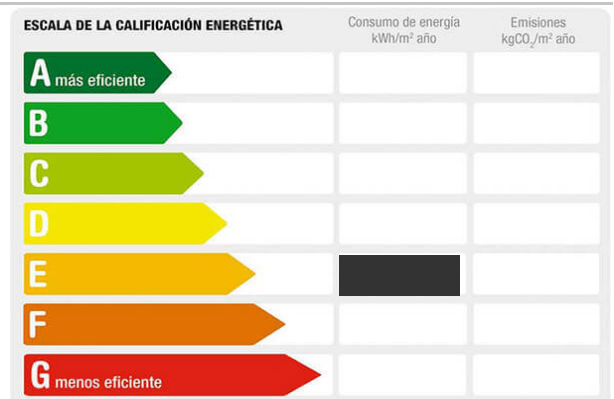 ESCALA DE LA CALIFICACIÓN ENERGÉTICA
Consumo de energía
kWh/m² año
Emisiones
kgCO₂/m² año
A más eficiente
B
C
D
E
F
G menos eficiente